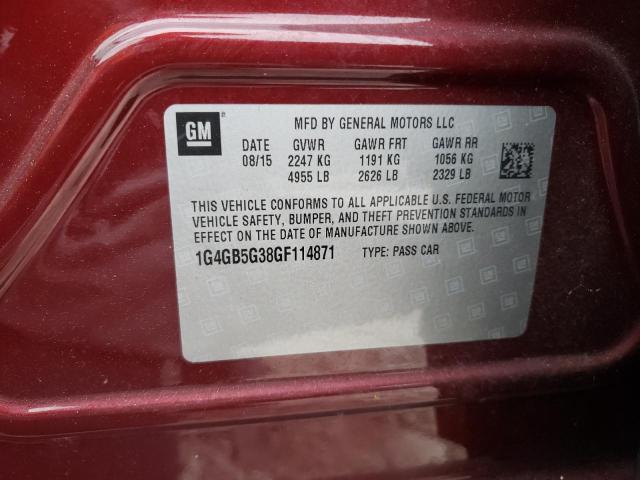 GM
MFD BY GENERAL MOTORS LLC
DATE GVWR GAWR FRT GAWR RR
08/15 2247 KG 1191 KG 1056 KG
4955 LB 2626 LB 2329 LB
THIS VEHICLE CONFORMS TO ALL APPLICABLE U.S. FEDERAL MOTOR
VEHICLE SAFETY, BUMPER, AND THEFT PREVENTION STANDARDS IN
EFFECT ON THE DATE OF MANUFACTURE SHOWN ABOVE.
1G4GB5G38GF114871 TYPE: PASS CAR